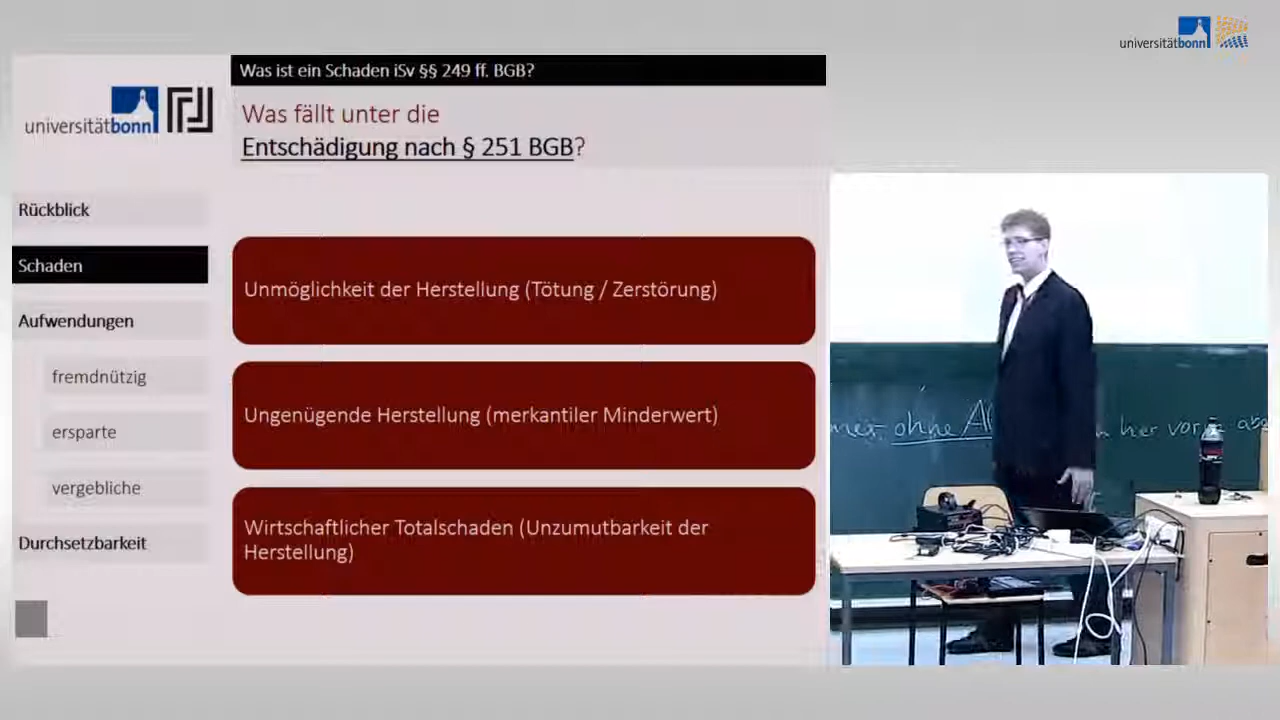 universitätbonn
Was ist ein Schaden iSv §§ 249 ff. BGB?
universitätbonn
Was fällt unter die
Entschädigung nach § 251 BGB?
Rückblick
Schaden
Aufwendungen
fremdnützig
ersparte
vergebliche
Durchsetzbarkeit
Unmöglichkeit der Herstellung (Tötung / Zerstörung)
Ungenügende Herstellung (merkantiler Minderwert)
Wirtschaftlicher Totalschaden (Unzumutbarkeit der
Herstellung)
ohne hier